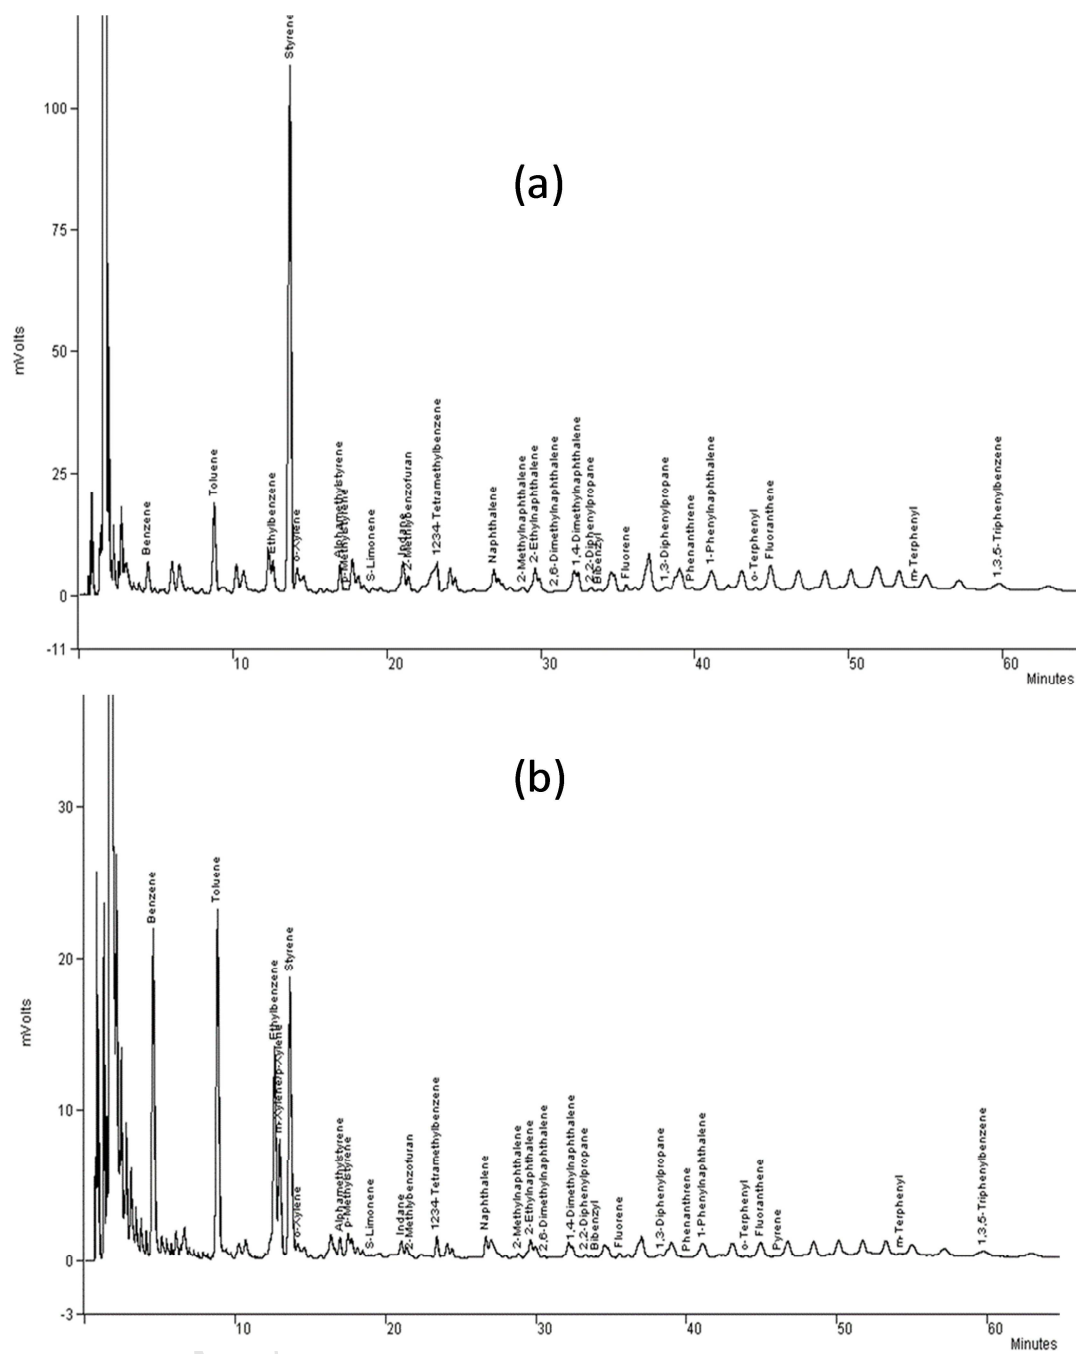 (a)
mVolts
100
75
50
25
0
-11
Benzene
Toluene
Ethylbenzene
Styrene
o-Xylene
Alphamethylstyrene
p-Methylstyrene
S-Limonene
Indane
2-Methlybenzofuran
1234-Tetramethylbenzene
Naphthalene
2-Methylnaphthalene
2-Ethylnaphthalene
2,6-Dimethylnaphthalene
1,4-Dimethylnaphthalene
2,2-Diphenylpropane
Bibenzyl
Fluorene
1,3-Diphenylpropane
Phenanthrene
1-Phenylnaphthalene
o-Terphenyl
Fluoranthene
m-Terphenyl
1,3,5-Triphenylbenzene
10 20 30 40 50 60
Minutes
(b)
mVolts
30
20
10
0
-3
Benzene
Toluene
Ethylbenzene
m-Xylene/p-Xylene
Styrene
o-Xylene
Alphamethylstyrene
p-Methylstyrene
S-Limonene
Indane
2-Methlybenzofuran
1234-Tetramethylbenzene
Naphthalene
2-Methylnaphthalene
2-Ethylnaphthalene
2,6-Dimethylnaphthalene
1,4-Dimethylnaphthalene
2,2-Diphenylpropane
Bibenzyl
Fluorene
1,3-Diphenylpropane
Phenanthrene
1-Phenylnaphthalene
o-Terphenyl
Fluoranthene
Pyrene
m-Terphenyl
1,3,5-Triphenylbenzene
10 20 30 40 50 60
Minutes